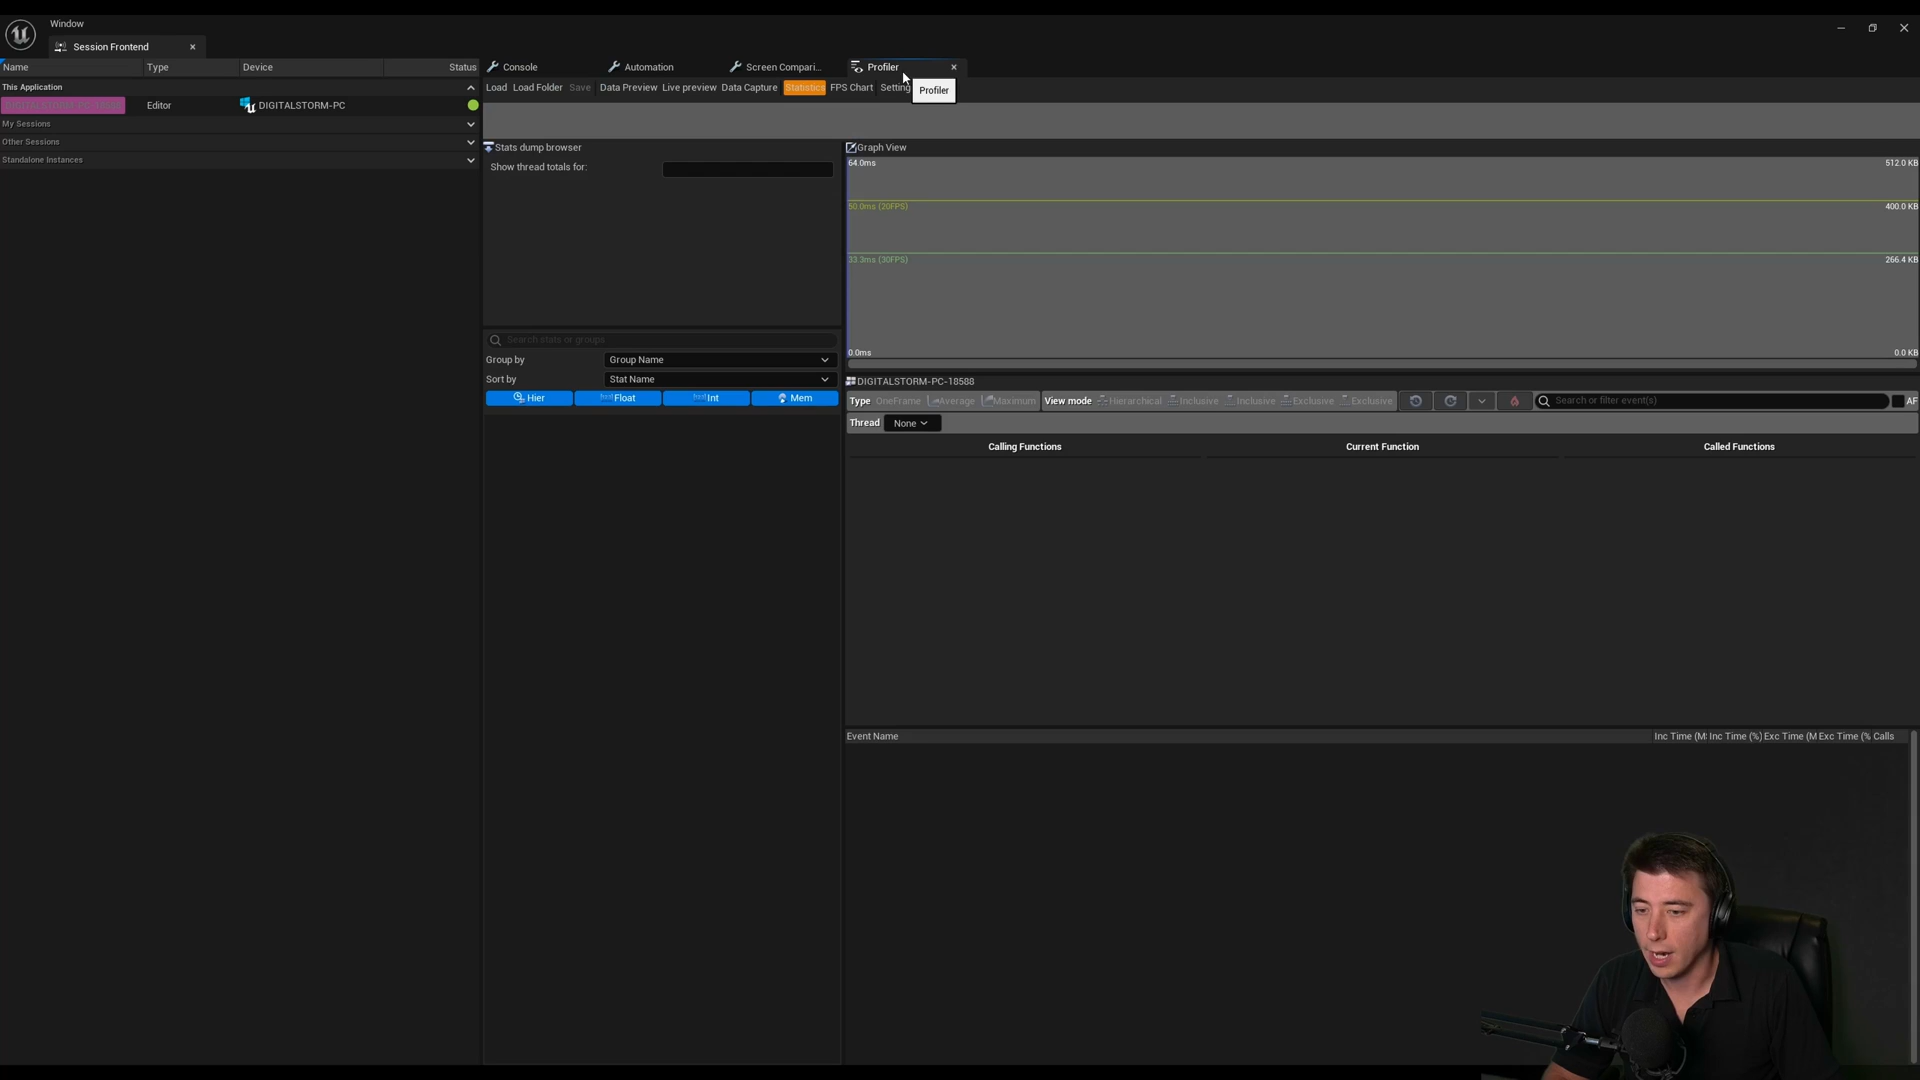 Window
Session Frontend
Name Type Device Status
Console Automation Screen Compari... Profiler
This Application
Load Load Folder Save Data Preview Live preview Data Capture Statistics FPS Chart Setting
Profiler
Editor DIGITALSTORM-PC
My Sessions
Other Sessions
Standalone Instances
Stats dump browser
Show thread totals for:
Graph View
64.0ms 512.0 KB
50.0ms (20FPS) 400.0 KB
33.3ms (30FPS) 266.4 KB
0.0ms 0.0 KB
Search stats or groups
Group by Group Name
Sort by Stat Name
Hier Float Int Mem
DIGITALSTORM-PC-18588
Type OneFrame Average Maximum View mode Hierarchical Inclusive Inclusive Exclusive Exclusive Search or filter event(s) AF
Thread None
Calling Functions Current Function Called Functions
Event Name Inc Time (M Inc Time (%) Exc Time (M Exc Time (% Calls